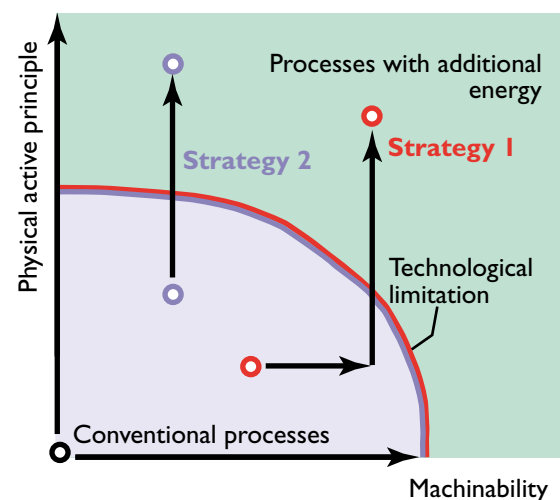 Physical active principle
Processes with additional
energy
Strategy 2
Strategy 1
Technological
limitation
Conventional processes
Machinability